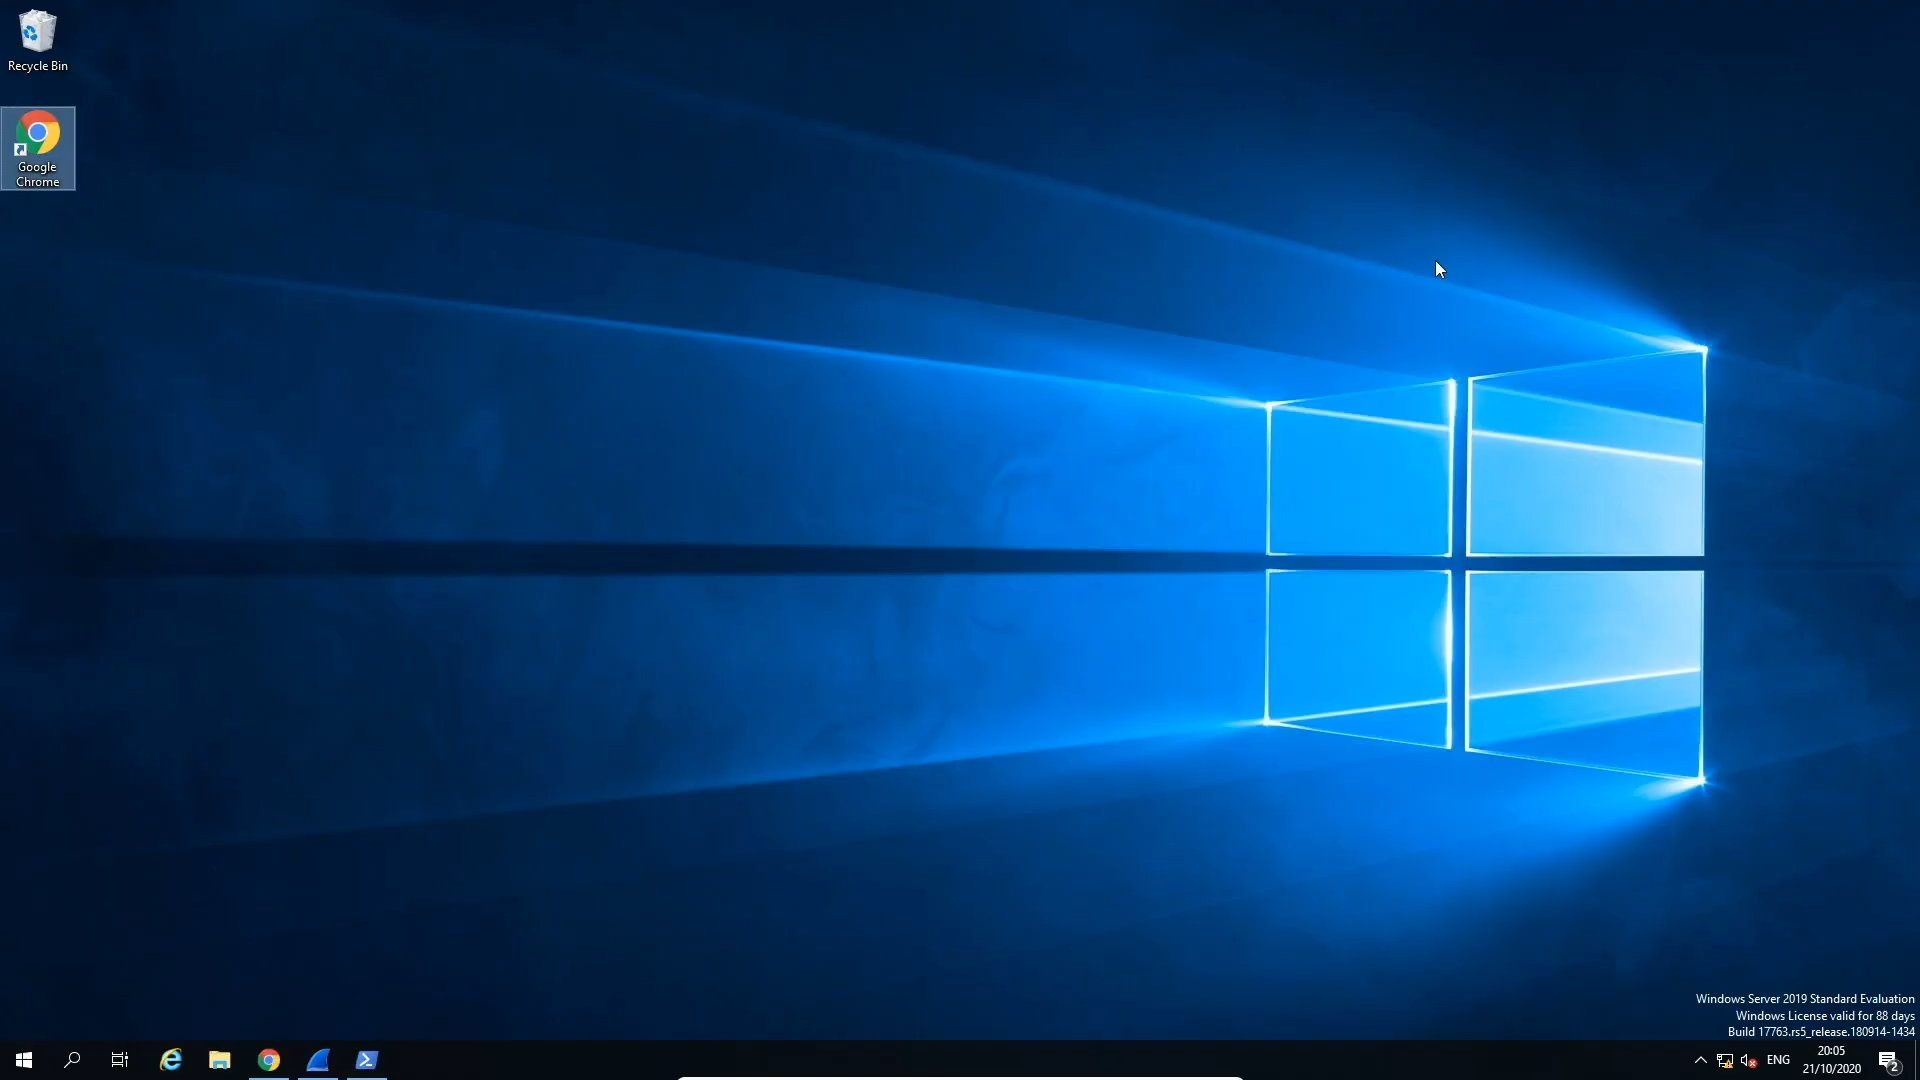 Recycle Bin
Google
Chrome
Windows Server 2019 Standard Evaluation
Windows License valid for 88 days
Build 17763.rs5_release.180914-1434
ENG
20:05
21/10/2020
2